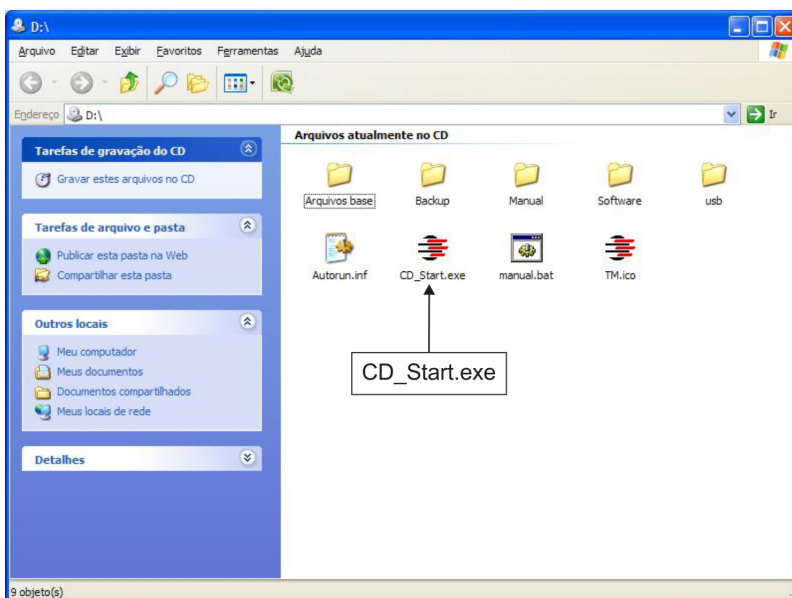 D:\
Arquivo Editar Exibir Favoritos Ferramentas Ajuda
Endereço D:\ Ir
Tarefas de gravação do CD
Gravar estes arquivos no CD
Tarefas de arquivo e pasta
Publicar esta pasta na Web
Compartilhar esta pasta
Outros locais
Meu computador
Meus documentos
Documentos compartilhados
Meus locais de rede
Detalhes
Arquivos atualmente no CD
Arquivos base Backup Manual Software usb
Autorun.inf CD_Start.exe manual.bat TM.ico
CD_Start.exe
9 objeto(s)